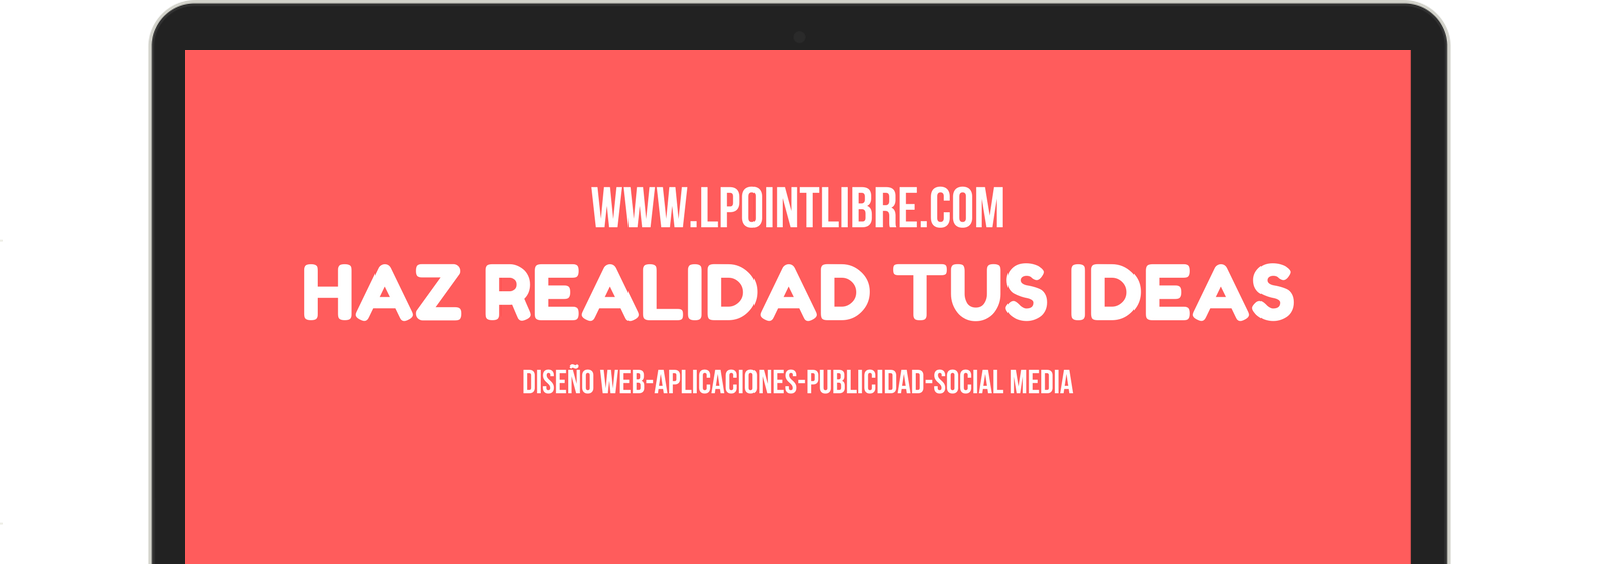 WWW.LPOINTLIBRE.COM
HAZ REALIDAD TUS IDEAS
DISEÑO WEB-APLICACIONES-PUBLICIDAD-SOCIAL MEDIA